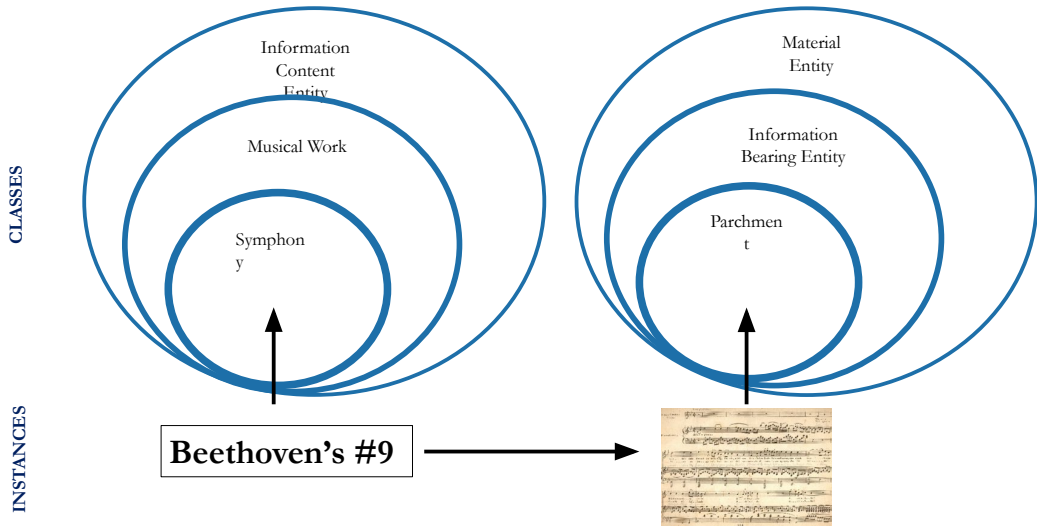 Information
Content
Entity
Musical Work
Symphon
y
Material
Entity
Information
Bearing Entity
Parchmen
t
CLASSES
INSTANCES
Beethoven’s #9